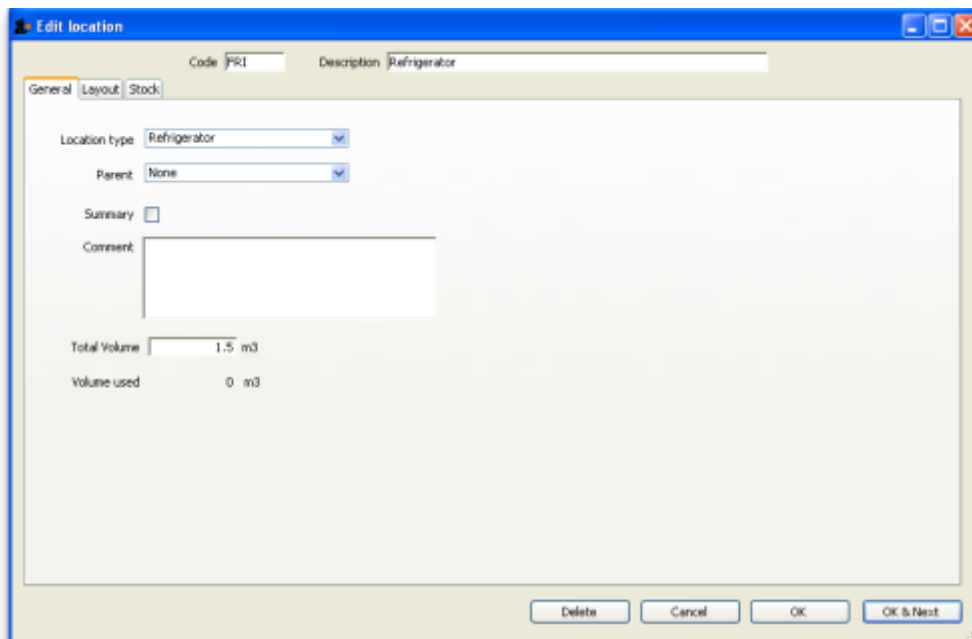 Edit location
Code FRI Description Refrigerator
General Layout Stock
Location type Refrigerator
Parent None
Summary
Comment
Total Volume 1.5 m3
Volume used 0 m3
Delete Cancel OK OK & Next